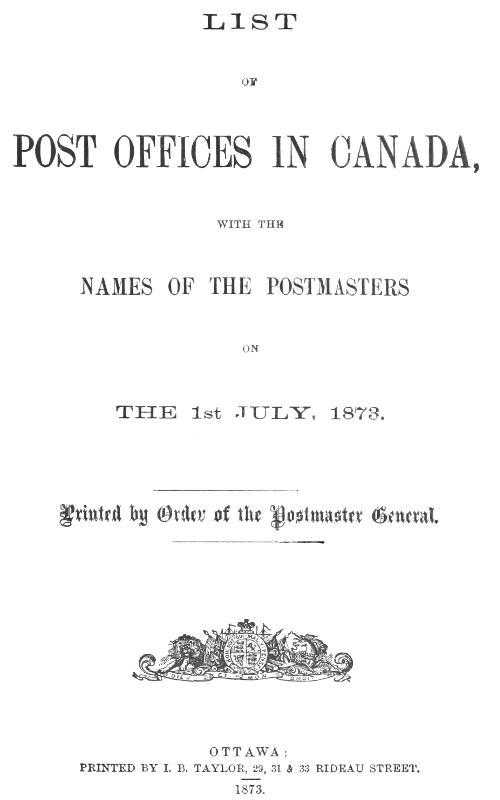 LIST
OF
POST OFFICES IN CANADA,
WITH THE
NAMES OF THE POSTMASTERS
ON
THE 1st JULY, 1873.
Printed by Order of the Postmaster General.
OTTAWA:
PRINTED BY I. B. TAYLOR, 29, 31 & 33 RIDEAU STREET.
1873.